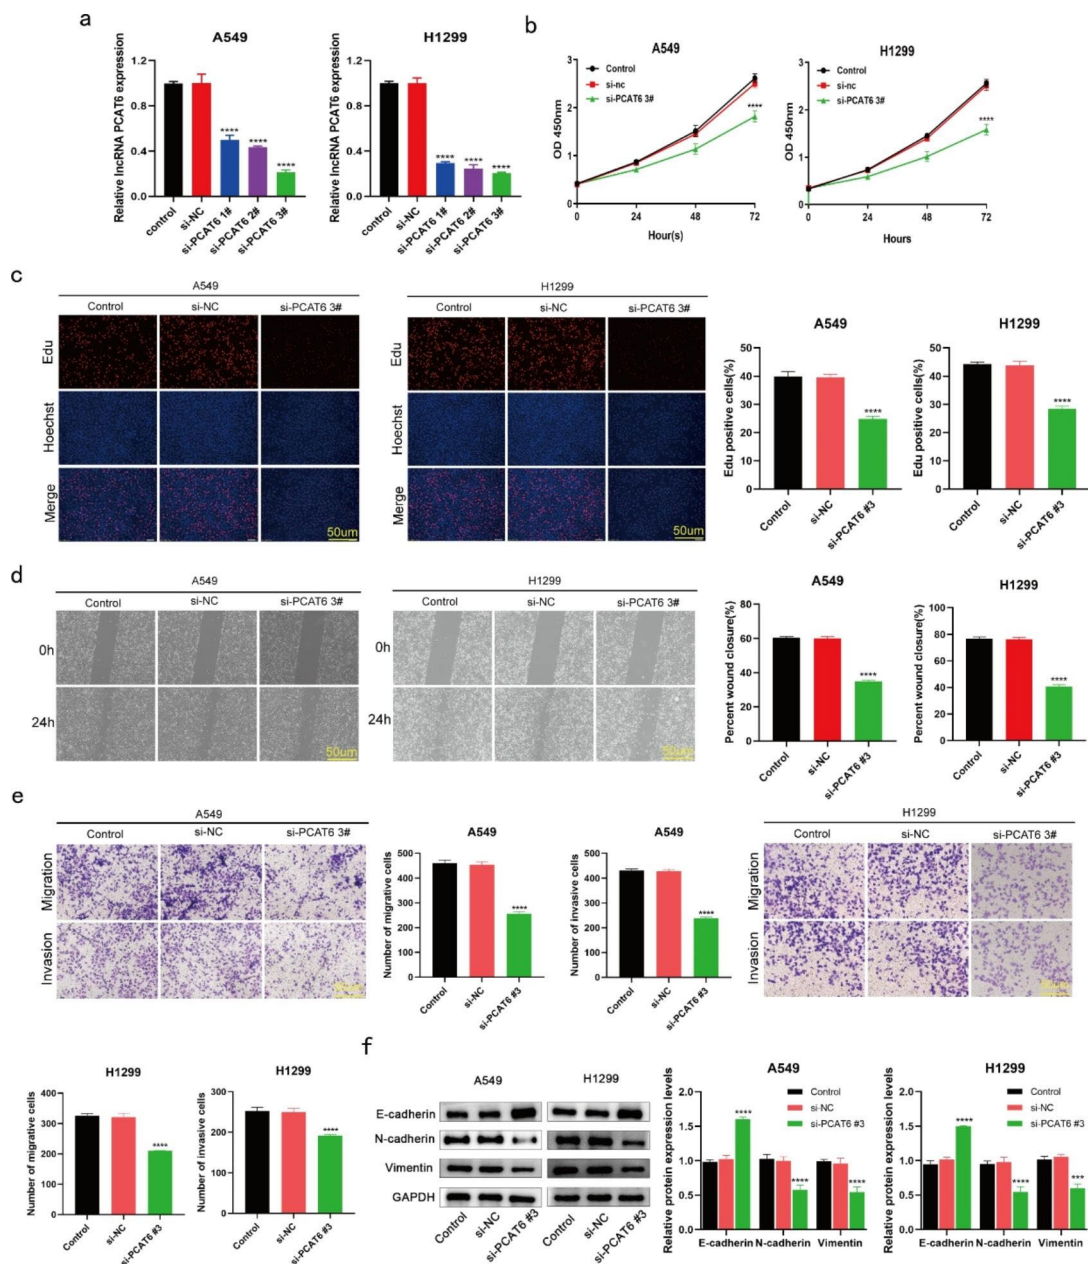 a
A549
Relative lncRNA PCAT6 expression
1.2
0.8
0.4
0.0
****
****
****
control
si-NC
si-PCAT6 1#
si-PCAT6 2#
si-PCAT6 3#
H1299
Relative lncRNA PCAT6 expression
1.2
0.8
0.4
0.0
****
****
****
control
si-NC
si-PCAT6 1#
si-PCAT6 2#
si-PCAT6 3#
b
A549
OD 450nm
3
2
1
0
Control
si-nc
si-PCAT6 3#
****
0
24
48
72
Hour(s)
H1299
OD 450nm
3
2
1
0
Control
si-nc
si-PCAT6 3#
****
0
24
48
72
Hours
c
A549
Control
si-NC
si-PCAT6 3#
Edu
Hoechst
Merge
50um
H1299
Control
si-NC
si-PCAT6 3#
Edu
Hoechst
Merge
50um
A549
Edu positive cells(%)
50
40
30
20
10
0
****
Control
si-NC
si-PCAT6 #3
H1299
Edu positive cells(%)
50
40
30
20
10
0
****
Control
si-NC
si-PCAT6 #3
d
A549
Control
si-NC
si-PCAT6 3#
0h
24h
50um
H1299
Control
si-NC
si-PCAT6 3#
0h
24h
50um
A549
Percent wound closure(%)
80
60
40
20
0
****
Control
si-NC
si-PCAT6 #3
H1299
Percent wound closure(%)
100
80
60
40
20
0
****
Control
si-NC
si-PCAT6 #3
e
A549
Control
si-NC
si-PCAT6 3#
Migration
Invasion
A549
Number of migrative cells
500
400
300
200
100
0
****
Control
si-NC
si-PCAT6 #3
A549
Number of invasive cells
500
400
300
200
100
0
****
Control
si-NC
si-PCAT6 #3
H1299
Control
si-NC
si-PCAT6 3#
Migration
Invasion
H1299
Number of migrative cells
400
300
200
100
0
****
Control
si-NC
si-PCAT6 #3
H1299
Number of invasive cells
300
200
100
0
****
Control
si-NC
si-PCAT6 #3
f
A549
H1299
E-cadherin
N-cadherin
Vimentin
GAPDH
Control
si-NC
si-PCAT6 #3
Control
si-NC
si-PCAT6 #3
A549
Relative protein expression levels
2.0
1.5
1.0
0.5
0.0
Control
si-NC
si-PCAT6 #3
****
****
****
E-cadherin
N-cadherin
Vimentin
H1299
Relative protein expression levels
2.0
1.5
1.0
0.5
0.0
Control
si-NC
si-PCAT6 #3
****
****
***
E-cadherin
N-cadherin
Vimentin